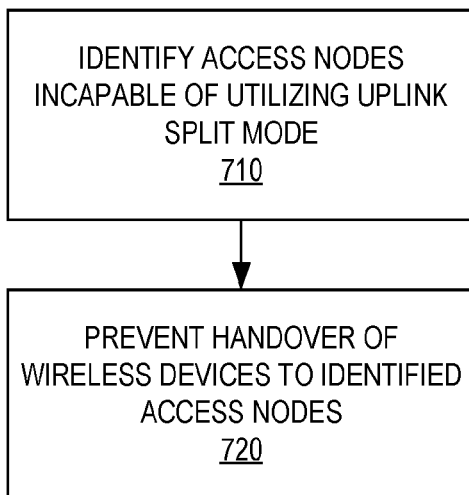 IDENTIFY ACCESS NODES
INCAPABLE OF UTILIZING UPLINK
SPLIT MODE
710
PREVENT HANDOVER OF
WIRELESS DEVICES TO IDENTIFIED
ACCESS NODES
720